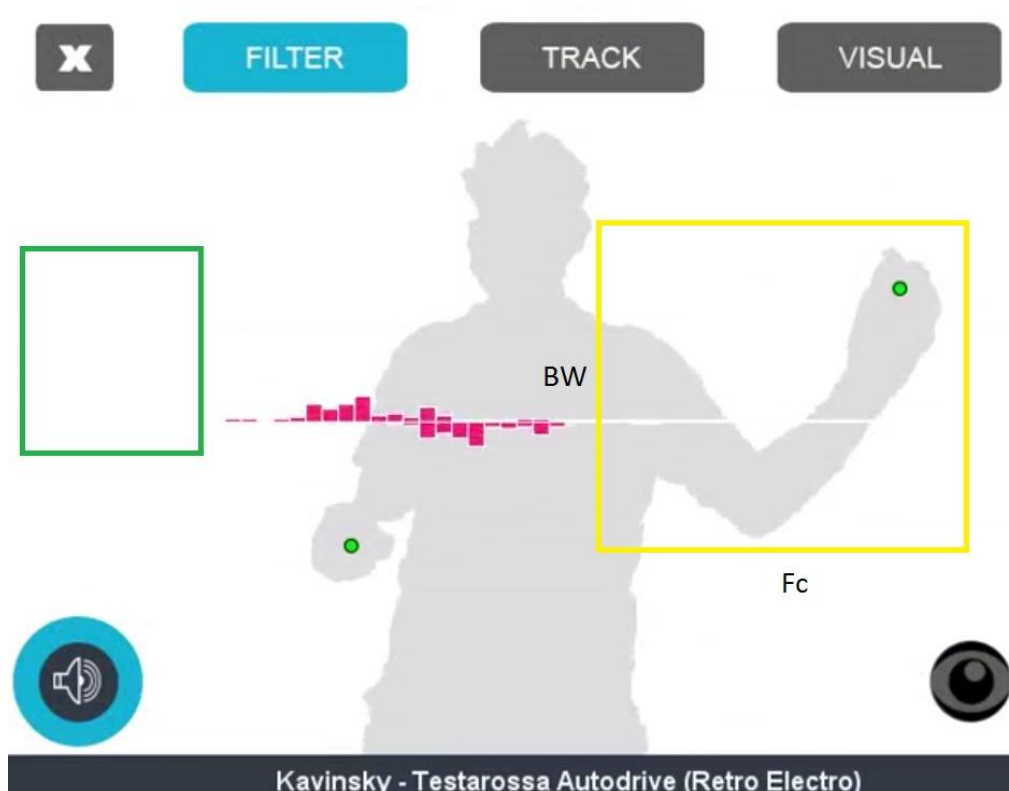 X
FILTER
TRACK
VISUAL
BW
Fc
Kavinsky - Testarossa Autodrive (Retro Electro)